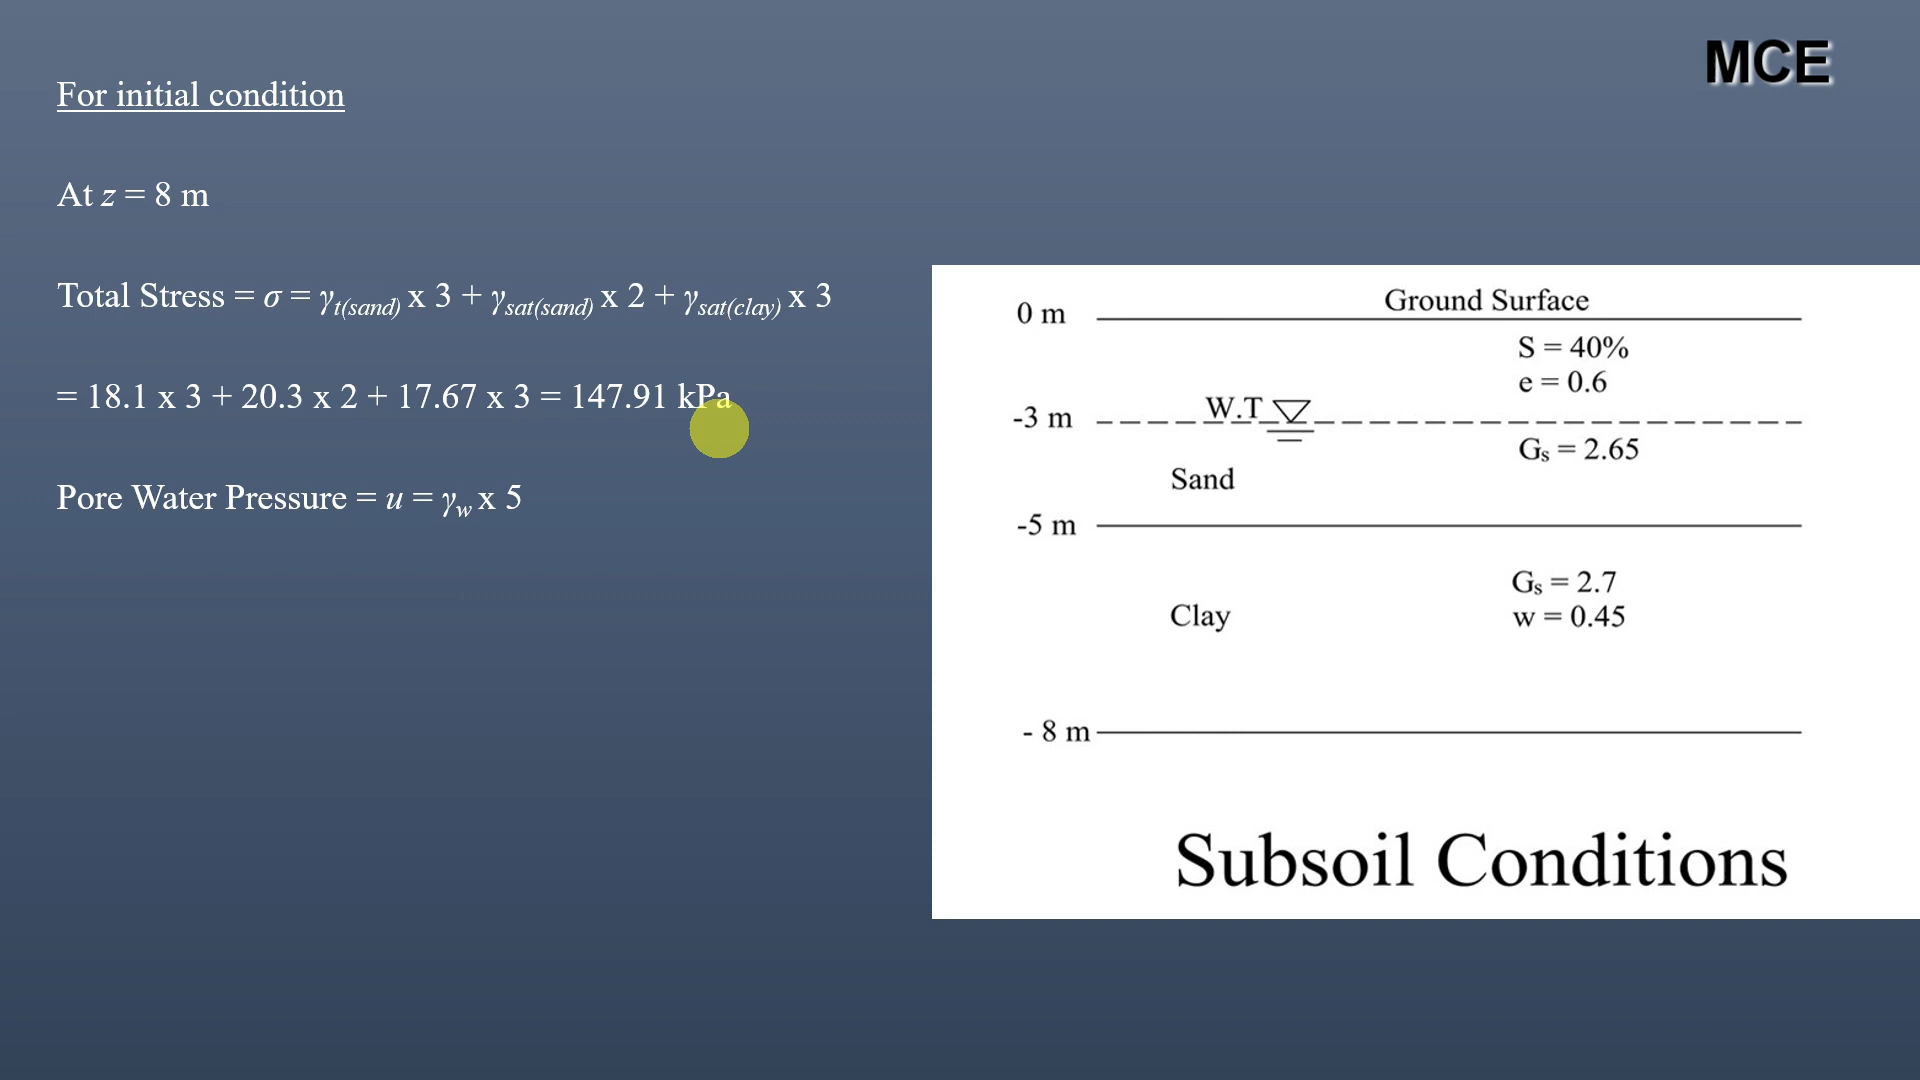 MCE
For initial condition
At z = 8 m
Total Stress = σ = γt(sand) x 3 + γsat(sand) x 2 + γsat(clay) x 3
= 18.1 x 3 + 20.3 x 2 + 17.67 x 3 = 147.91 kPa
Pore Water Pressure = u = γw x 5
0 m
Ground Surface
S = 40%
e = 0.6
-3 m
W.T
Gs = 2.65
Sand
-5 m
Gs = 2.7
Clay
w = 0.45
- 8 m
Subsoil Conditions